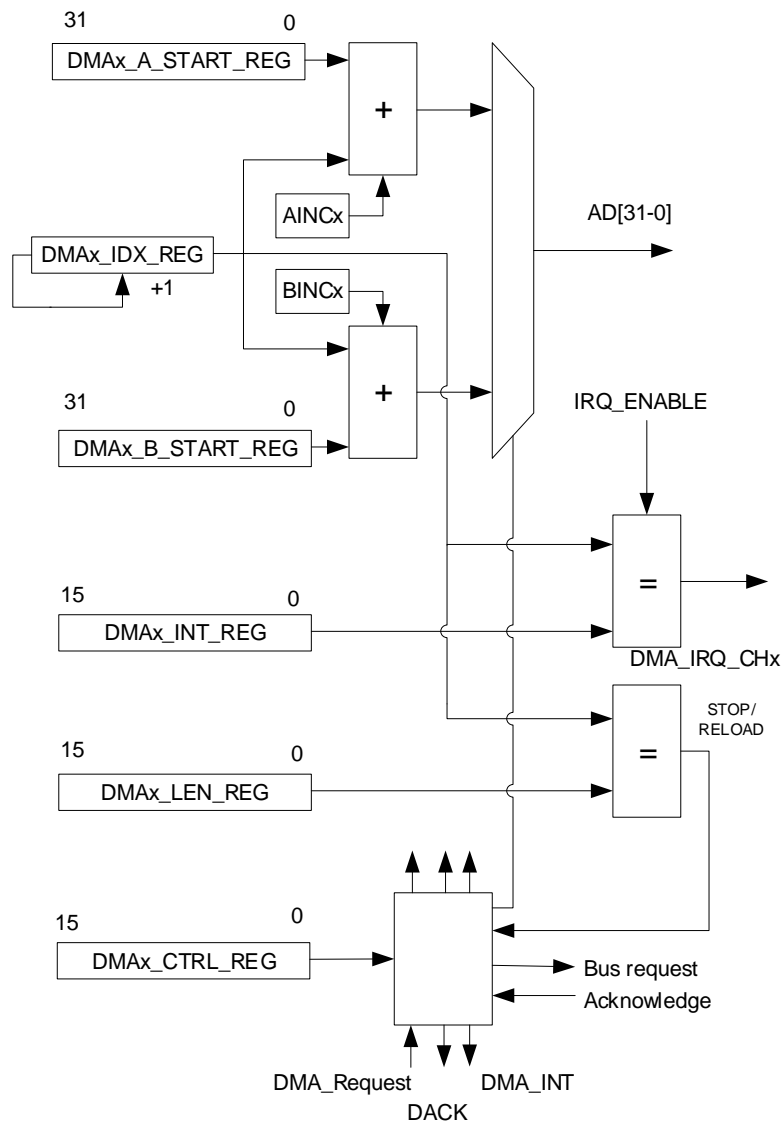 31
0
DMAx_A_START_REG
+
AINCx
AD[31-0]
DMAx_IDX_REG
+1
BINCx
+
31
0
DMAx_B_START_REG
IRQ_ENABLE
15
0
DMAx_INT_REG
=
DMA_IRQ_CHx
15
0
DMAx_LEN_REG
=
STOP/
RELOAD
15
0
DMAx_CTRL_REG
Bus request
Acknowledge
DMA_Request
DMA_INT
DACK